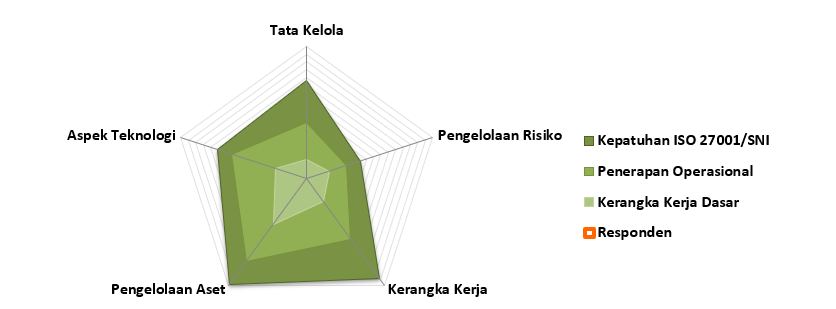 Tata Kelola
Aspek Teknologi
Pengelolaan Risiko
Pengelolaan Aset
Kerangka Kerja
Kepatuhan ISO 27001/SNI
Penerapan Operasional
Kerangka Kerja Dasar
Responden